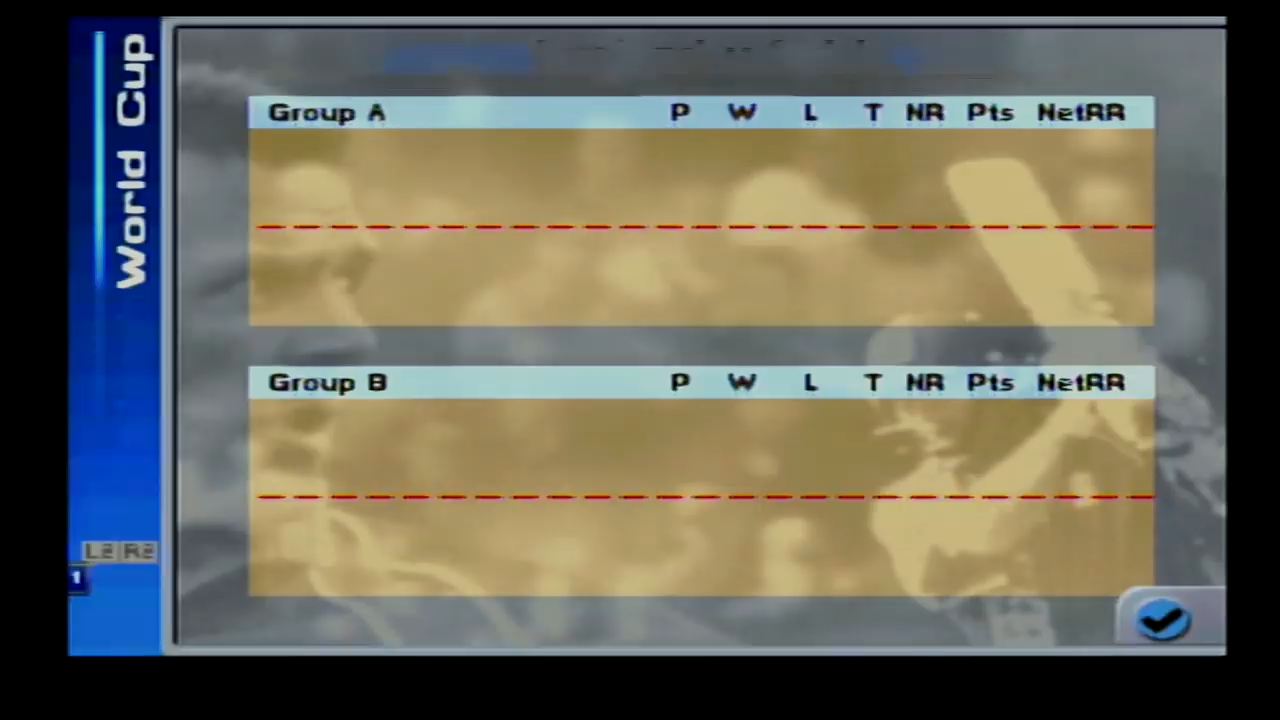 World Cup
Group A P W L T NR Pts NetRR
Group B P W L T NR Pts NetRR
L2 R2
1